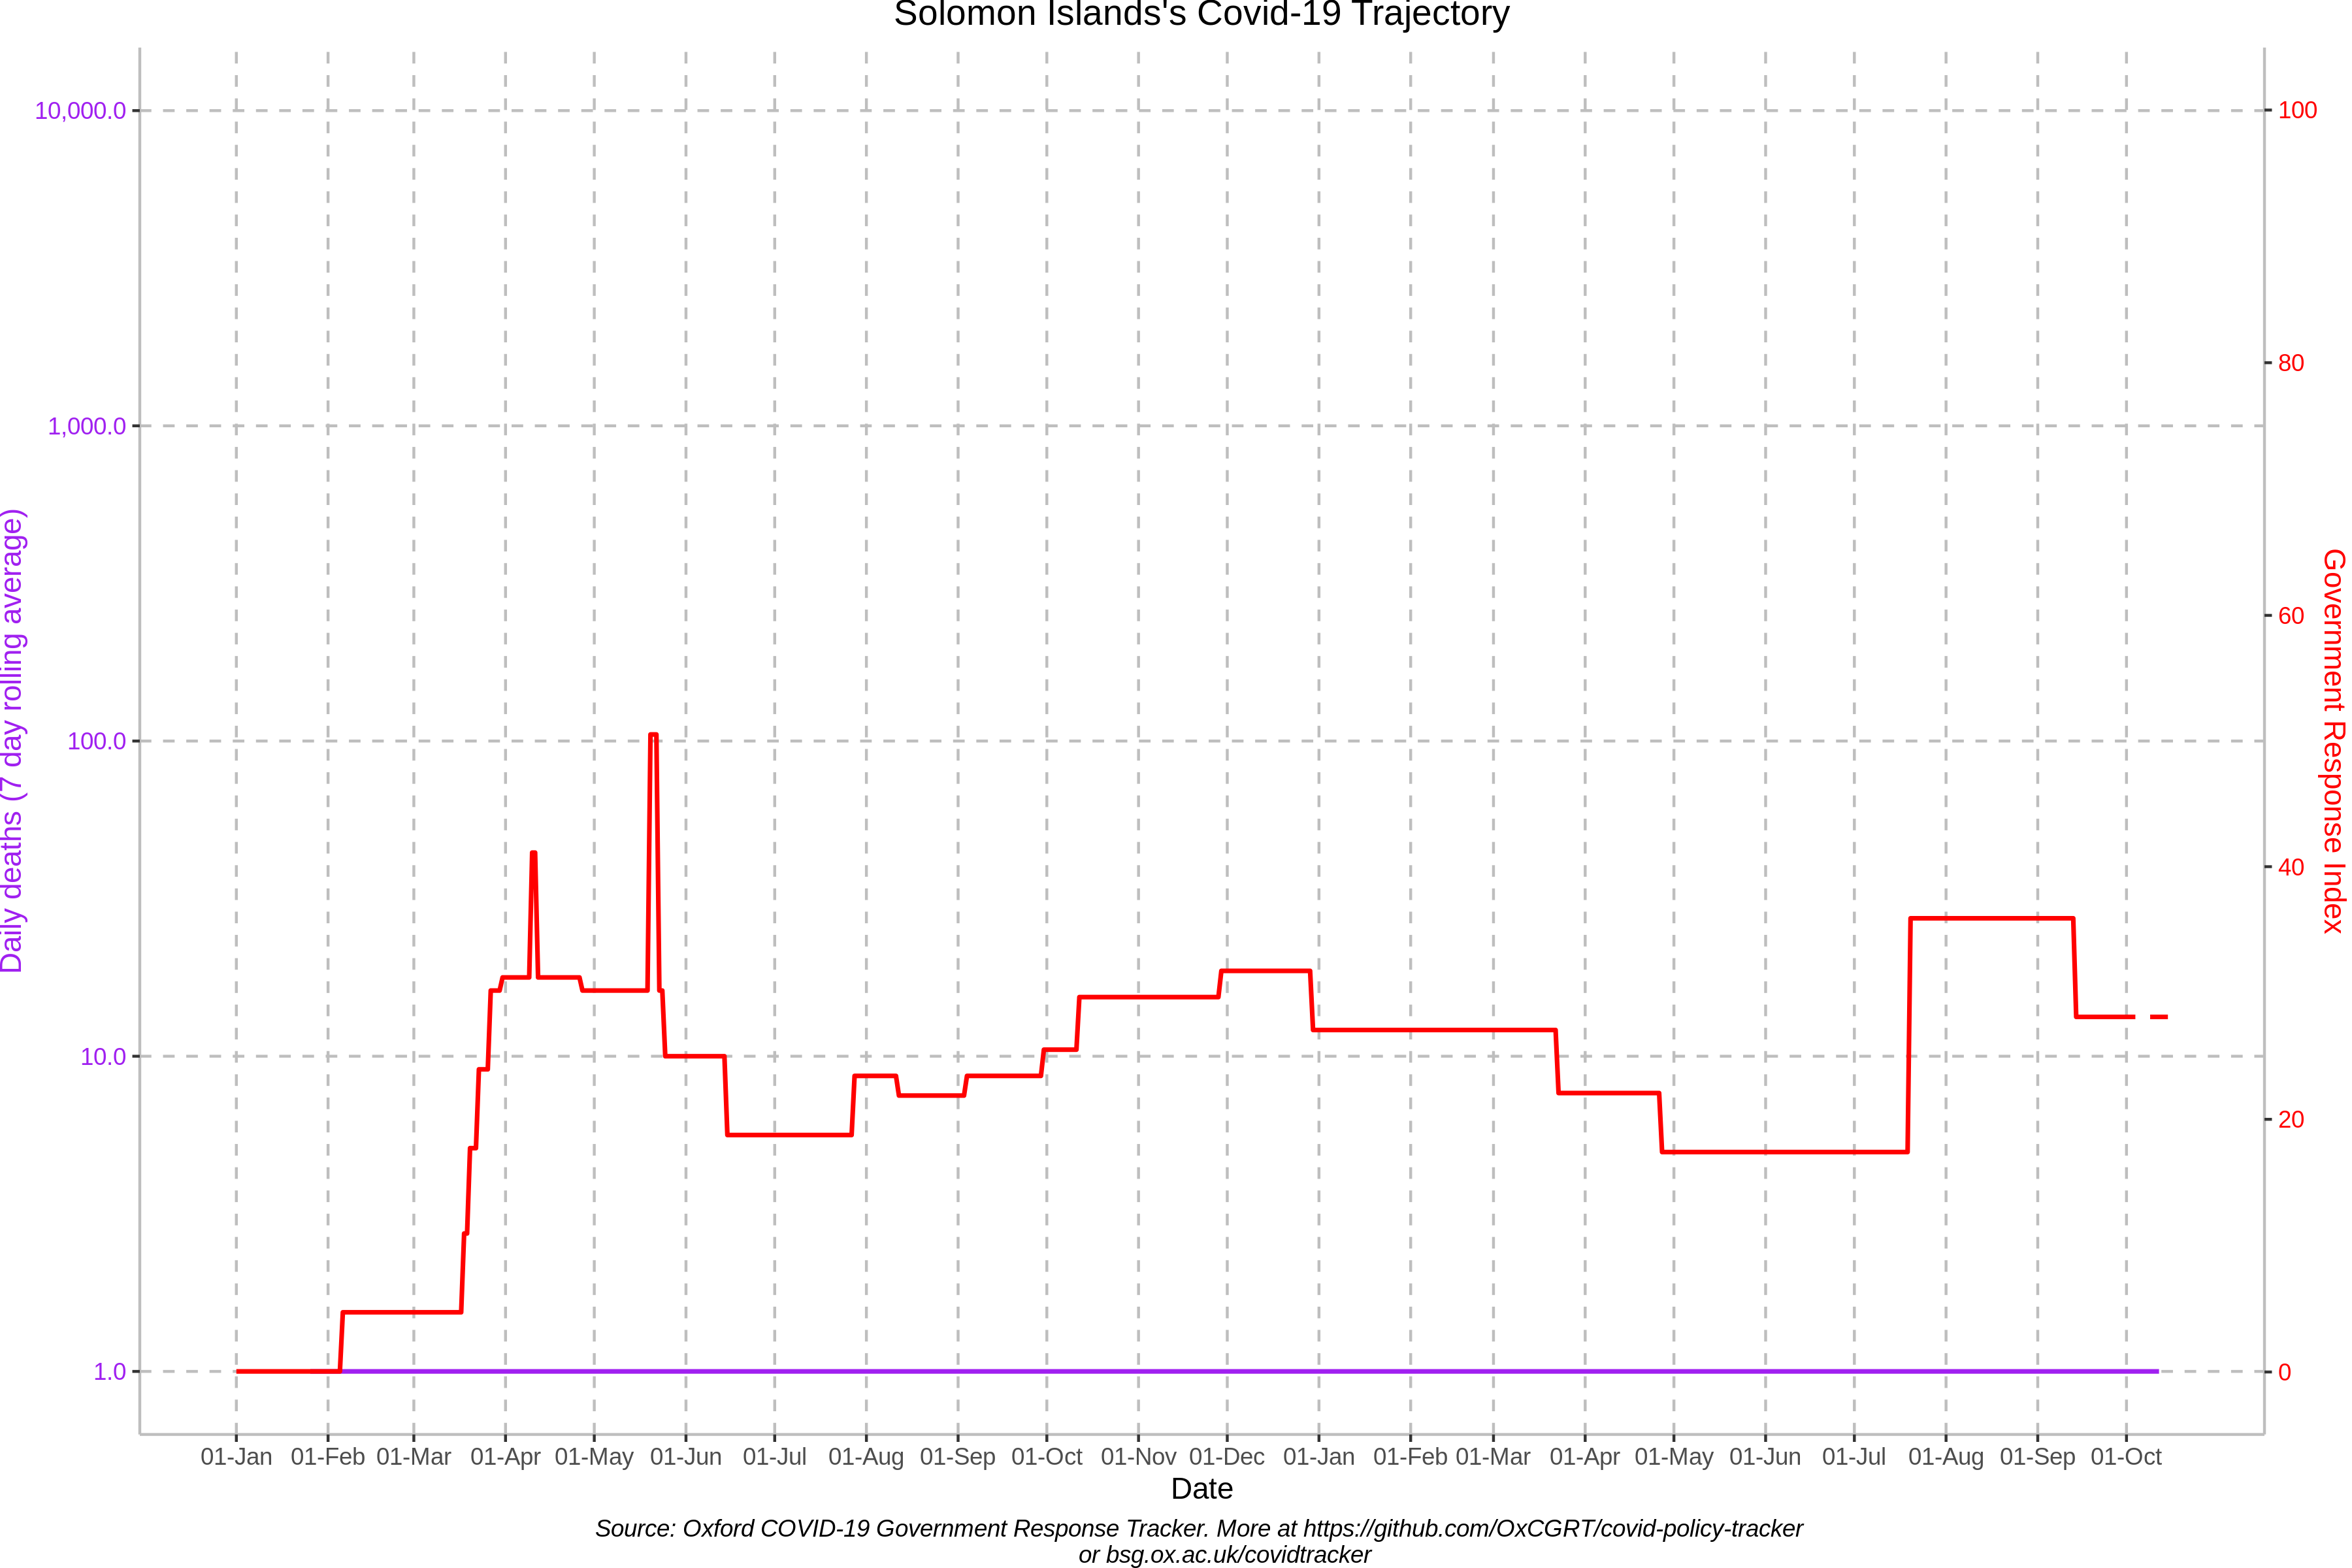 Solomon Islands's Covid-19 Trajectory
10,000.0
1,000.0
100.0
10.0
1.0
Daily deaths (7 day rolling average)
100
80
60
40
20
0
Government Response Index
01-Jan 01-Feb 01-Mar 01-Apr 01-May 01-Jun 01-Jul 01-Aug 01-Sep 01-Oct 01-Nov 01-Dec 01-Jan 01-Feb 01-Mar 01-Apr 01-May 01-Jun 01-Jul 01-Aug 01-Sep 01-Oct
Date
Source: Oxford COVID-19 Government Response Tracker. More at https://github.com/OxCGRT/covid-policy-tracker
or bsg.ox.ac.uk/covidtracker